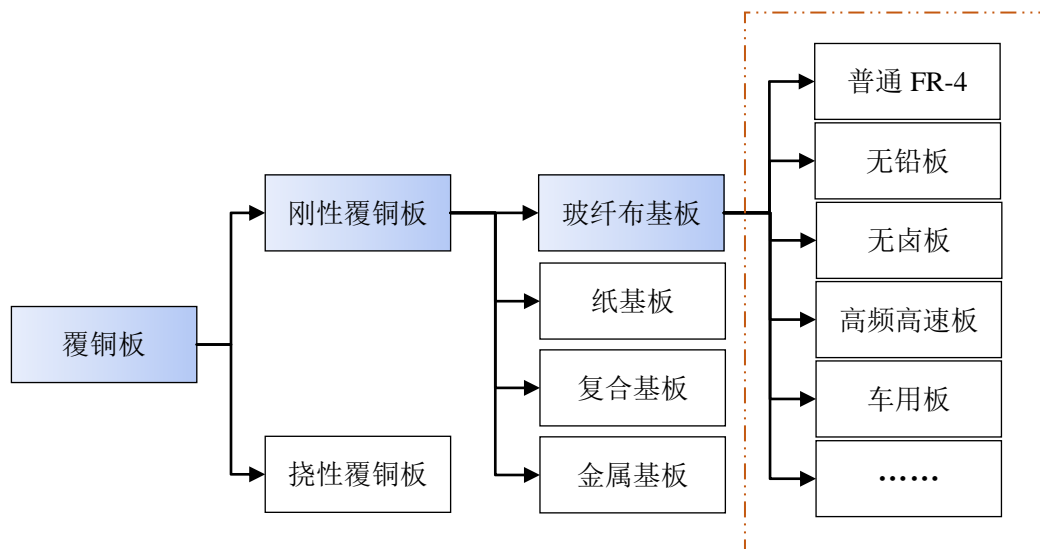 普通 FR-4
无铅板
刚性覆铜板
玻纤布基板
无卤板
纸基板
高频高速板
覆铜板
复合基板
车用板
挠性覆铜板
金属基板
……